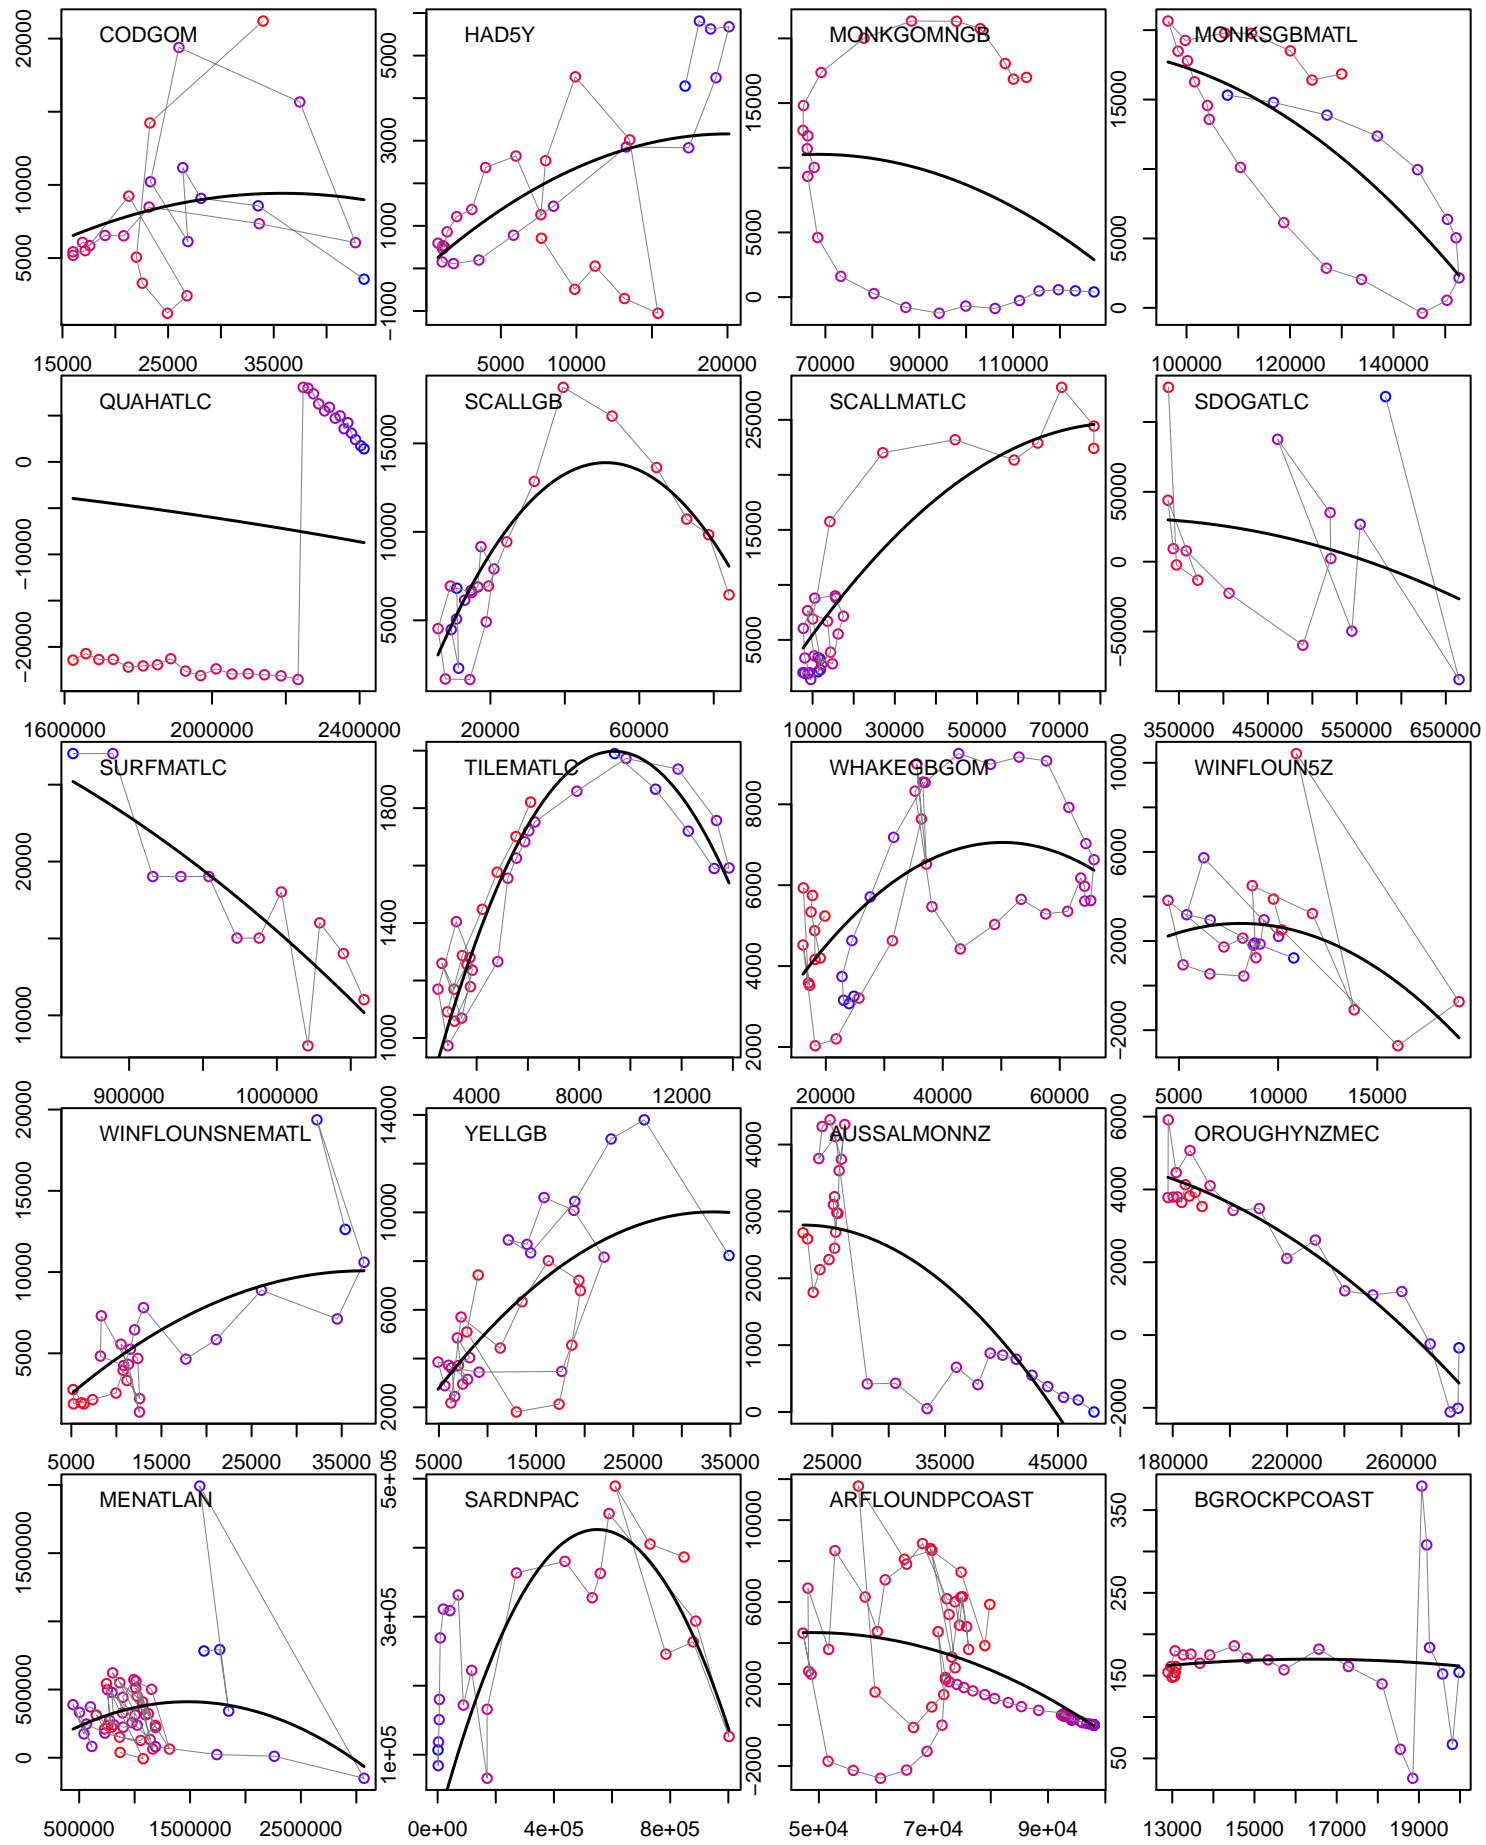 CODGOM HAD5Y MONKGOMNGB MONKSGBMATL
5000 10000 20000
−1000 1000 3000 5000
0 5000 15000
0 5000 15000
15000 25000 35000
5000 10000 20000
70000 90000 110000
100000 120000 140000
QUAHATLC SCALLGB SCALLMATLC SDOGATLC
−20000 −10000 0
5000 10000 15000
5000 15000 25000
−50000 0 50000
1600000 2000000 2400000
20000 60000
10000 30000 50000 70000
350000 450000 550000 650000
SURFMATLC TILEMATLC WHAKEGBGOM WINFLOUN5Z
10000 20000
1000 1400 1800
2000 4000 6000 8000
−2000 2000 6000 10000
900000 1000000
4000 8000 12000
20000 40000 60000
5000 10000 15000
WINFLOUNSNEMATL YELLGB AUSSALMONNZ OROUGHYNZMEC
5000 10000 15000 20000
2000 6000 10000 14000
0 1000 2000 3000 4000
−2000 0 2000 4000 6000
5000 15000 25000 35000
5000 15000 25000 35000
25000 35000 45000
180000 220000 260000
MENATLAN SARDNPAC ARFLOUNDPCOAST BGROCKPCOAST
0 500000 1500000
1e+05 3e+05 5e+05
−2000 2000 6000 10000
50 150 250 350
500000 1500000 2500000
0e+00 4e+05 8e+05
5e+04 7e+04 9e+04
13000 15000 17000 19000